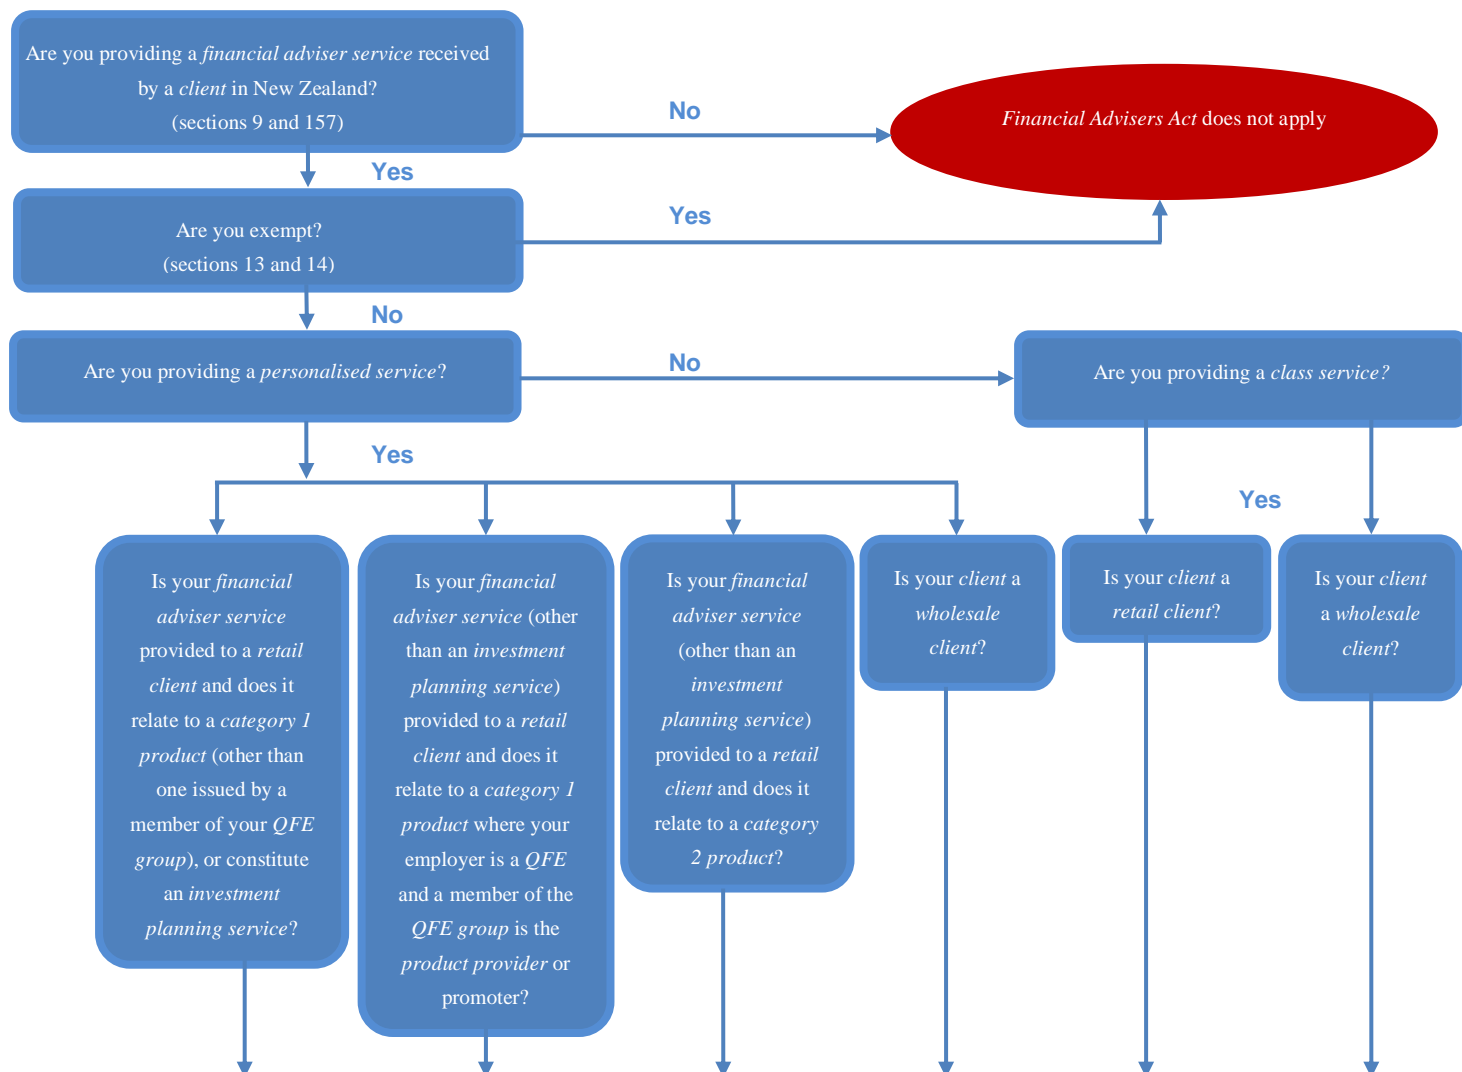 Are you providing a financial adviser service received
by a client in New Zealand?
(sections 9 and 157)
No
Financial Advisers Act does not apply
Yes
Are you exempt?
(sections 13 and 14)
Yes
No
Are you providing a personalised service?
No
Are you providing a class service?
Yes
Yes
Is your financial
adviser service
provided to a retail
client and does it
relate to a category 1
product (other than
one issued by a
member of your QFE
group), or constitute
an investment
planning service?
Is your financial
adviser service (other
than an investment
planning service)
provided to a retail
client and does it
relate to a category 1
product where your
employer is a QFE
and a member of the
QFE group is the
product provider or
promoter?
Is your financial
adviser service
(other than an
investment
planning service)
provided to a retail
client and does it
relate to a category
2 product?
Is your client a
wholesale
client?
Is your client a
retail client?
Is your client
a wholesale
client?